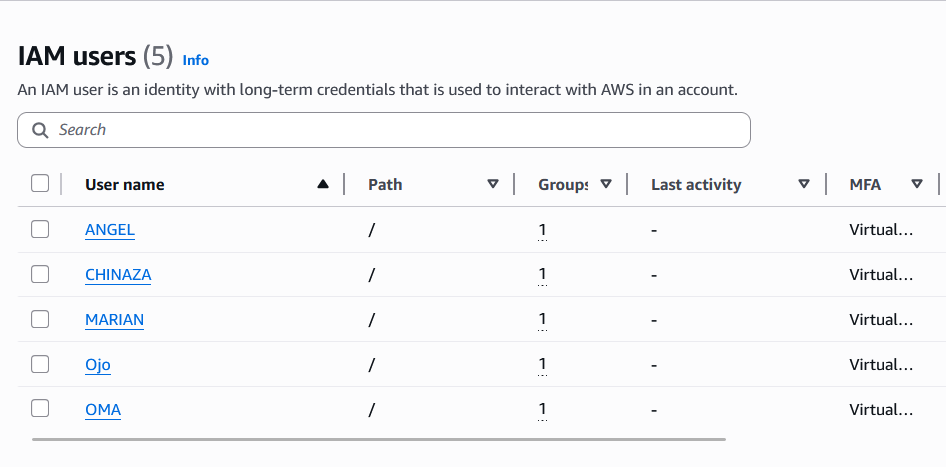 IAM users (5) Info
An IAM user is an identity with long-term credentials that is used to interact with AWS in an account.
Search
User name Path Groups Last activity MFA
ANGEL / 1 - Virtual...
CHINAZA / 1 - Virtual...
MARIAN / 1 - Virtual...
Ojo / 1 - Virtual...
OMA / 1 - Virtual...